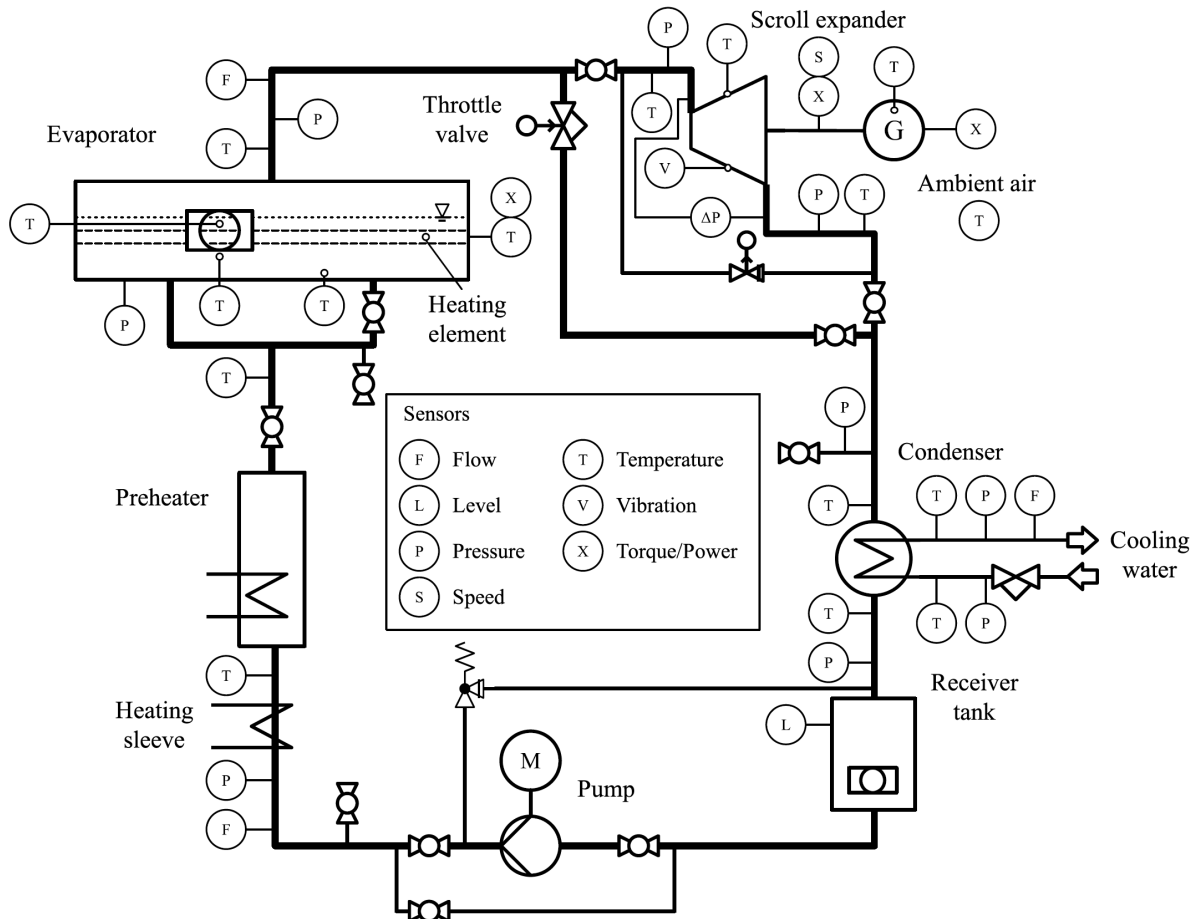 Scroll expander
P
T
S
F
T
X
Throttle
valve
P
G
X
Evaporator
T
T
V
Ambient air
X
P
T
T
T
ΔP
T
T
T
Heating
element
P
T
Sensors
P
F
Flow
T
Temperature
Condenser
Preheater
L
Level
V
Vibration
T
T
P
F
P
Pressure
X
Torque/Power
Cooling
water
S
Speed
T
T
P
T
P
Receiver
tank
Heating
sleeve
L
M
P
Pump
F